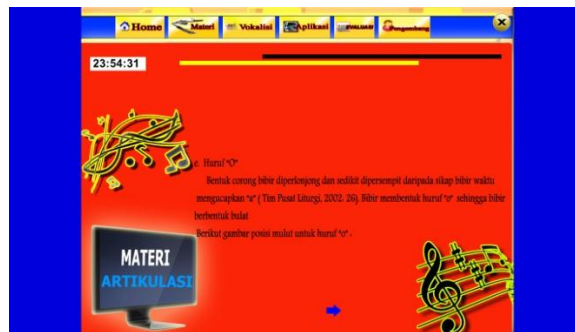 Home
Materi
Vokalisi
Aplikasi
EVALUASI
Pengembang
23:54:31
e. Huruf "O"
Bentuk corong bibir diperlonjong dan sedikit dipersempit daripada sikap bibir waktu
mengucapkan "a" ( Tim Pusat Liturgi, 2002. 26). Bibir membentuk huruf "o" sehingga bibir
berbentuk bulat
Berikut gambar posisi mulut untuk huruf "o" .
MATERI
ARTIKULASI